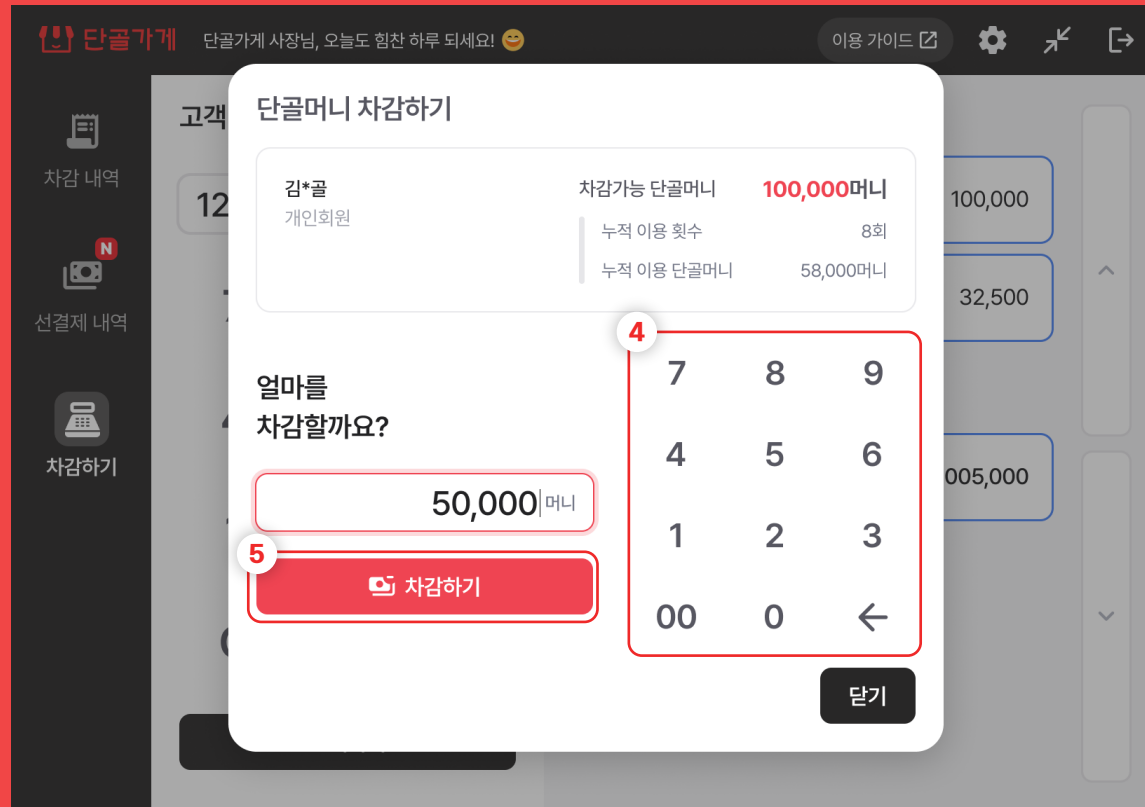 단골가게
단골가게 사장님, 오늘도 힘찬 하루 되세요!
이용 가이드
차감 내역
N
선결제 내역
차감하기
고객
12
100,000
32,500
005,000
단골머니 차감하기
김*골
개인회원
차감가능 단골머니 100,000머니
누적 이용 횟수 8회
누적 이용 단골머니 58,000머니
얼마를
차감할까요?
50,000 머니
5
차감하기
4
7 8 9
4 5 6
1 2 3
00 0 ←
닫기